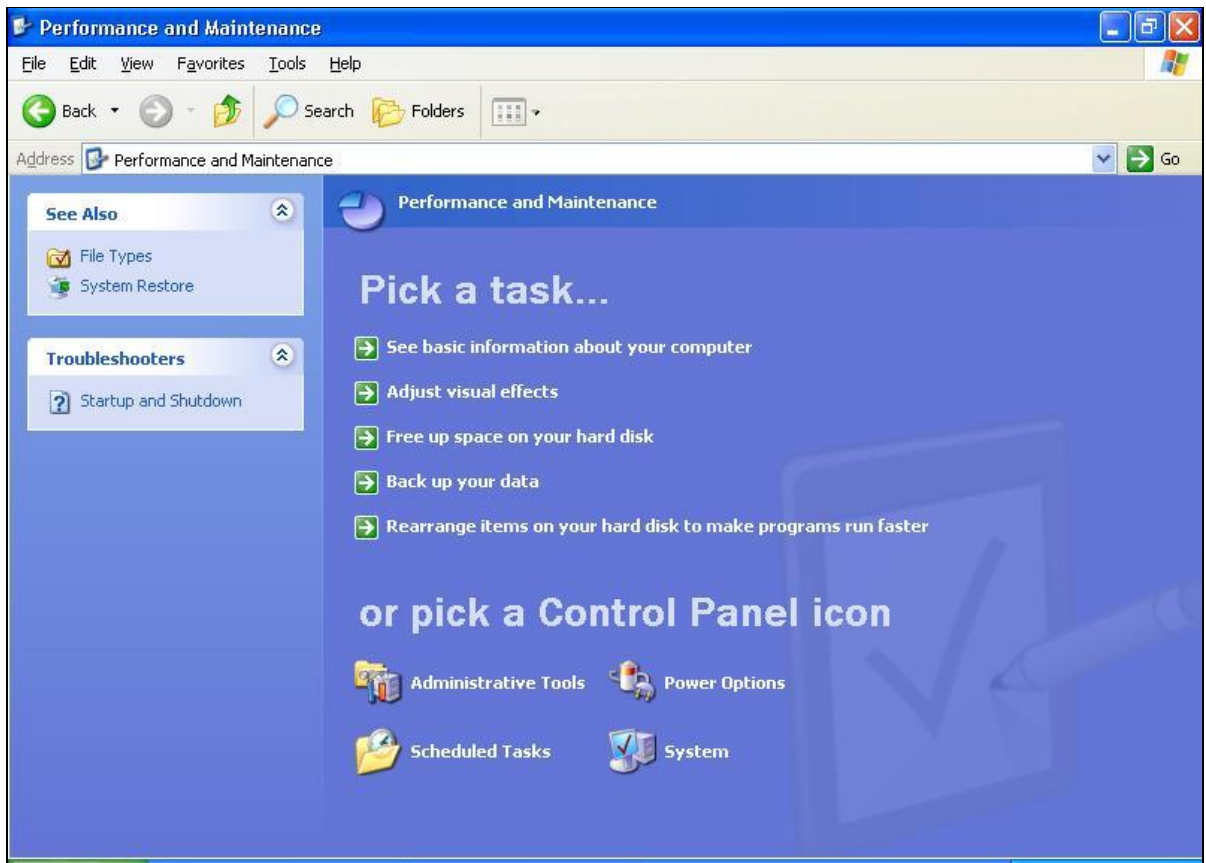 Performance and Maintenance
File Edit View Favorites Tools Help
Back Search Folders
Address Performance and Maintenance Go
See Also
File Types
System Restore
Troubleshooters
Startup and Shutdown
Performance and Maintenance
Pick a task...
See basic information about your computer
Adjust visual effects
Free up space on your hard disk
Back up your data
Rearrange items on your hard disk to make programs run faster
or pick a Control Panel icon
Administrative Tools Power Options
Scheduled Tasks System